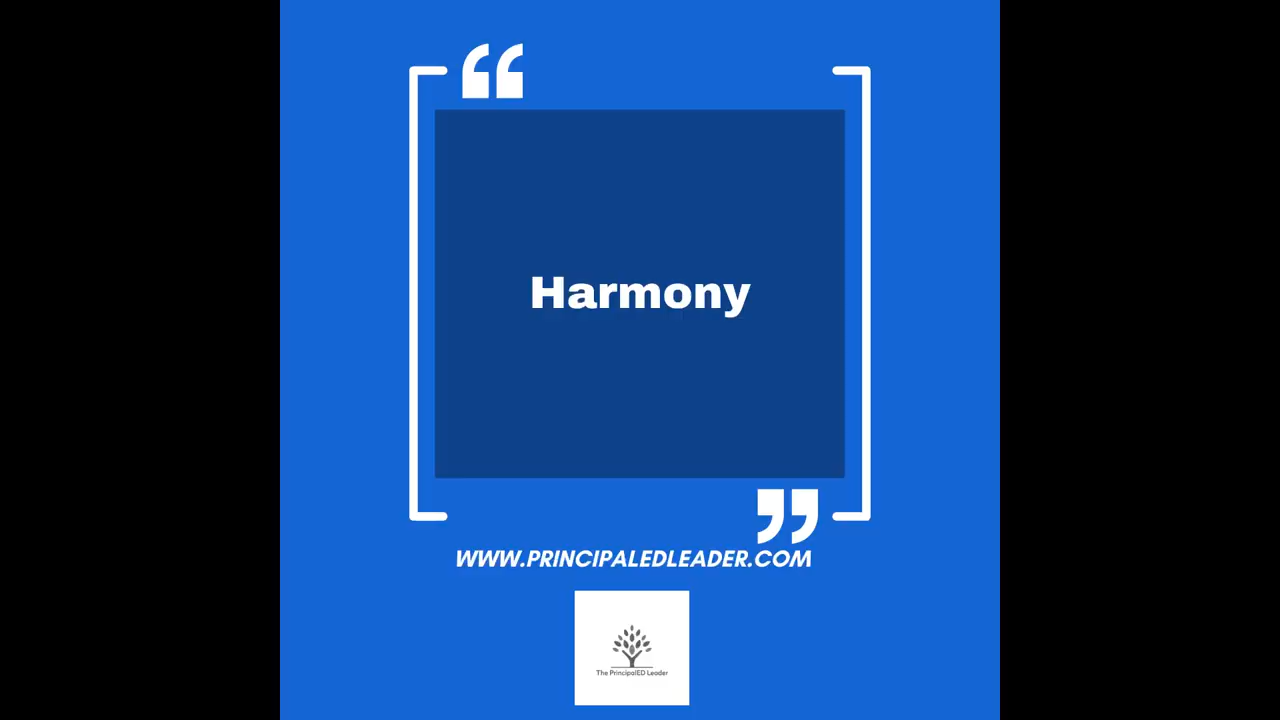 “
Harmony
”
WWW.PRINCIPALEDLEADER.COM
The PrincipalED Leader